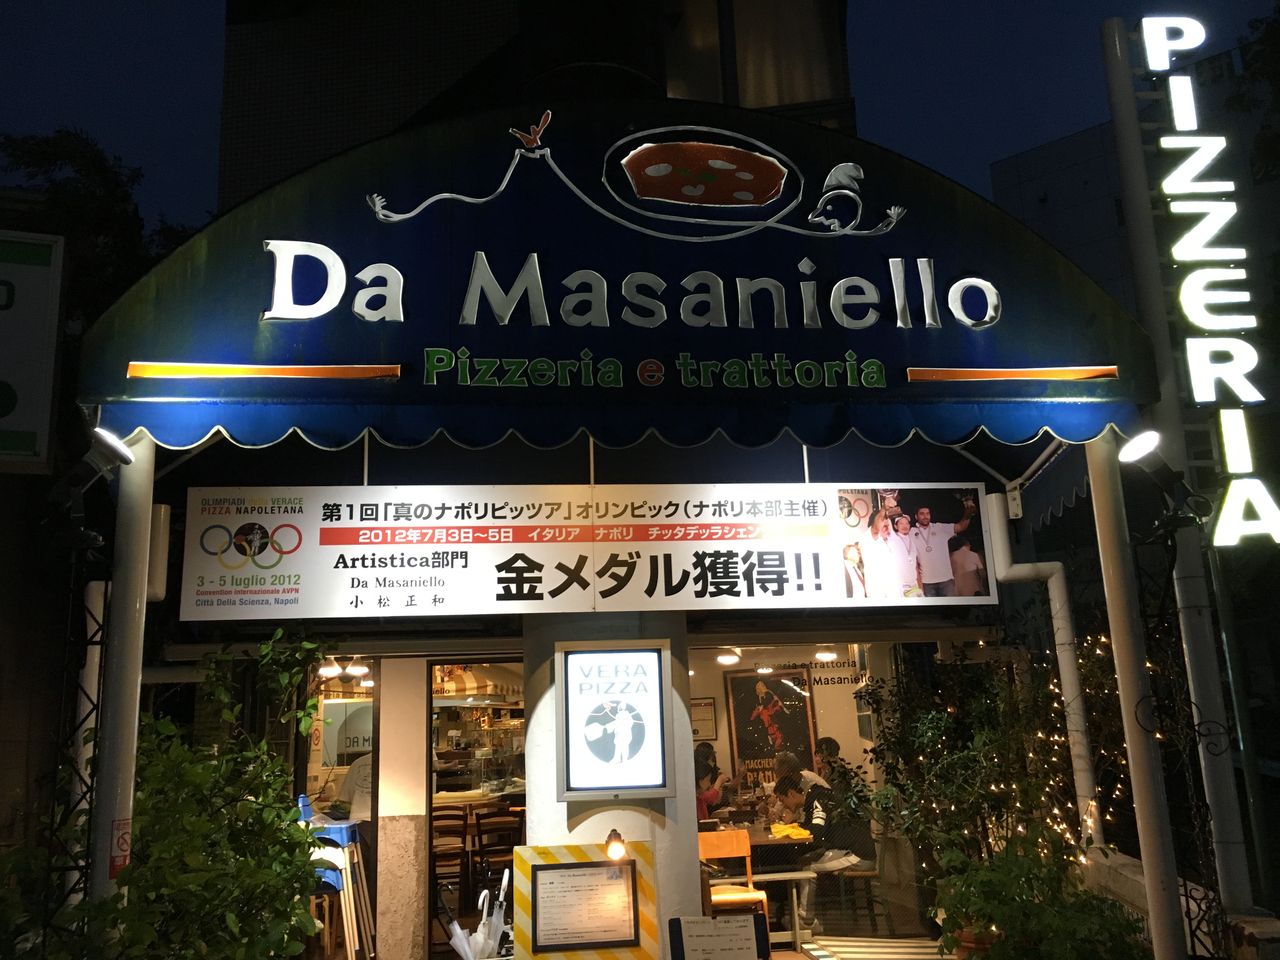 Da Masaniello
Pizzeria e trattoria
PIZZERIA
OLIMPIADI della VERACE
PIZZA NAPOLETANA
3 - 5 luglio 2012
Convention internazionale AVPN
Città Della Scienza, Napoli
第1回「真のナポリピッツア」オリンピック(ナポリ本部主催)
2012年7月3日〜5日 イタリア ナポリ チッタデッラシェンツァ
Artistica部門
Da Masaniello
小松正和
金メダル獲得!!
VERA
PIZZA
Pizzeria e trattoria
Da Masaniello
DA M